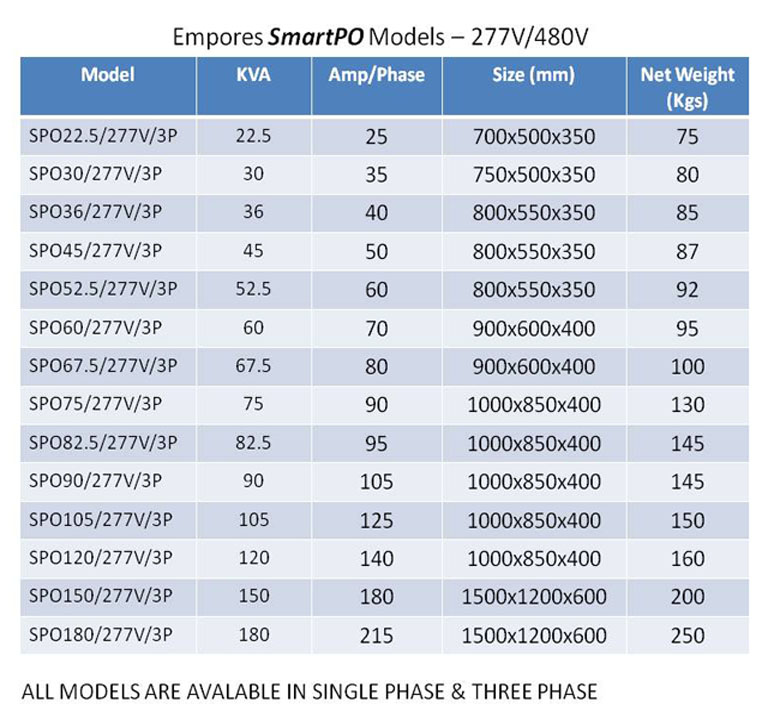 Empores SmartPO Models – 277V/480V
Model KVA Amp/Phase Size (mm) Net Weight
(Kgs)
SPO22.5/277V/3P 22.5 25 700x500x350 75
SPO30/277V/3P 30 35 750x500x350 80
SPO36/277V/3P 36 40 800x550x350 85
SPO45/277V/3P 45 50 800x550x350 87
SPO52.5/277V/3P 52.5 60 800x550x350 92
SPO60/277V/3P 60 70 900x600x400 95
SPO67.5/277V/3P 67.5 80 900x600x400 100
SPO75/277V/3P 75 90 1000x850x400 130
SPO82.5/277V/3P 82.5 95 1000x850x400 145
SPO90/277V/3P 90 105 1000x850x400 145
SPO105/277V/3P 105 125 1000x850x400 150
SPO120/277V/3P 120 140 1000x850x400 160
SPO150/277V/3P 150 180 1500x1200x600 200
SPO180/277V/3P 180 215 1500x1200x600 250
ALL MODELS ARE AVALABLE IN SINGLE PHASE & THREE PHASE